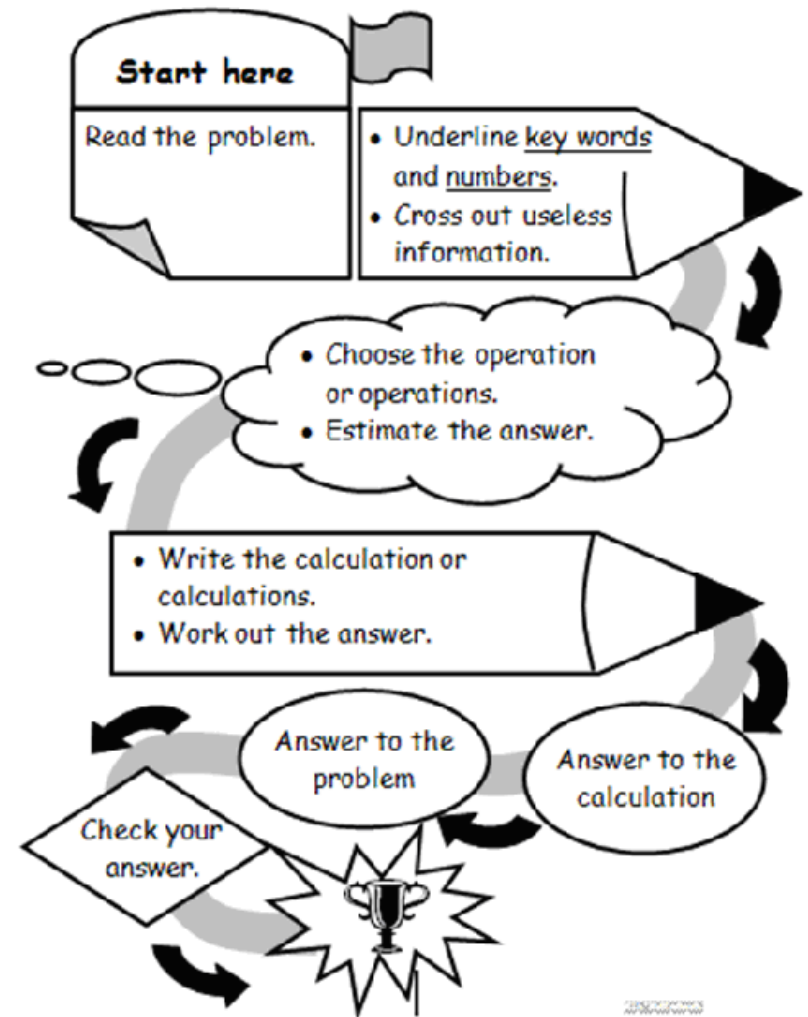 Start here
Read the problem.
• Underline key words
and numbers.
• Cross out useless
information.
• Choose the operation
or operations.
• Estimate the answer.
• Write the calculation or
calculations.
• Work out the answer.
Answer to the
calculation
Answer to the
problem
Check your
answer.